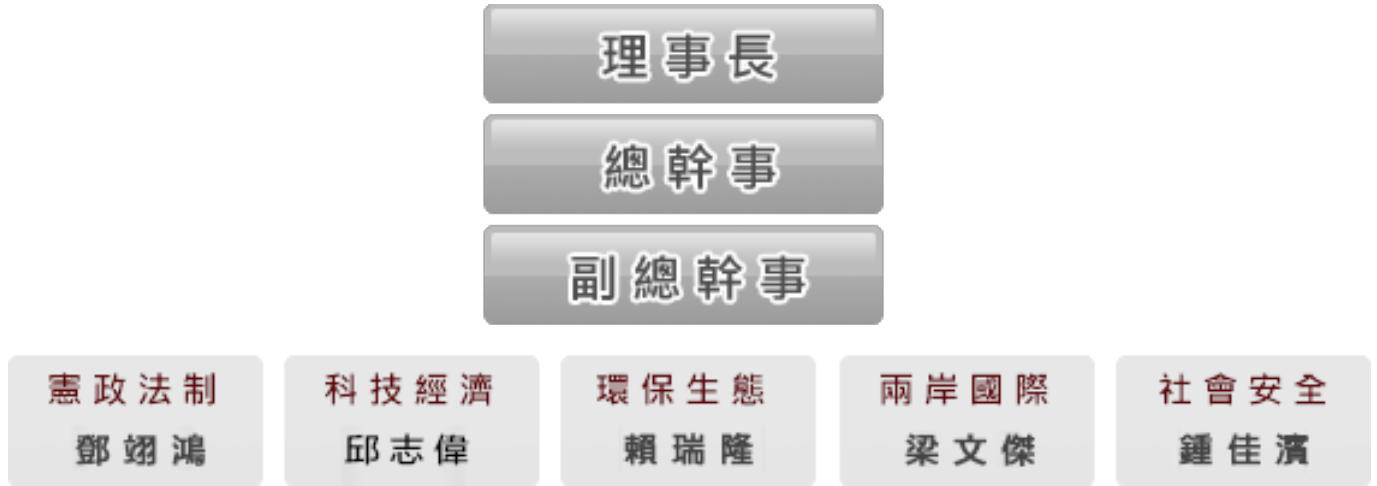 理事長
總幹事
副總幹事
憲政法制
鄧翊鴻
科技經濟
邱志偉
環保生態
賴瑞隆
兩岸國際
梁文傑
社會安全
鍾佳濱